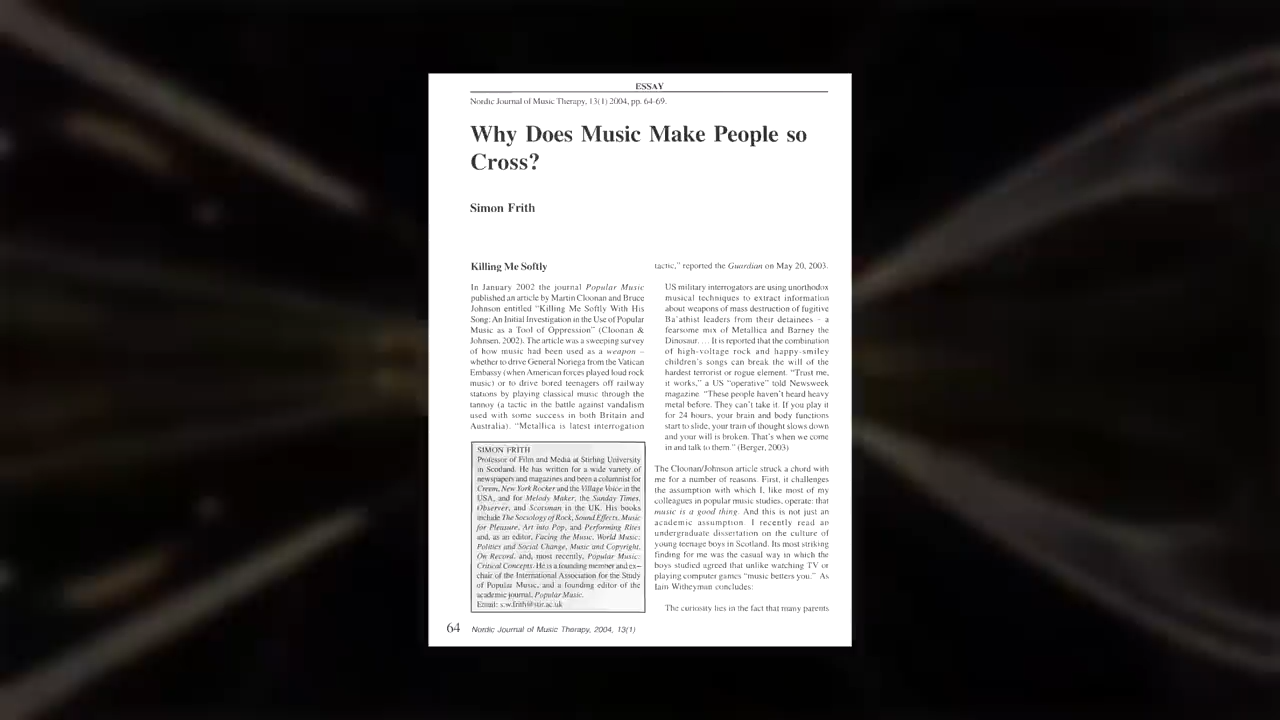 ESSAY
Nordic Journal of Music Therapy, 13(1) 2004, pp. 64-69.
Why Does Music Make People so
Cross?
Simon Frith
Killing Me Softly
In January 2002 the journal Popular Music
published an article by Martin Cloonan and Bruce
Johnson entitled "Killing Me Softly With His
Song: An Initial Investigation in the Use of Popular
Music as a Tool of Oppression" (Cloonan &
Johnsen, 2002). The article was a sweeping survey
of how music had been used as a weapon –
whether to drive General Noriega from the Vatican
Embassy (when American forces played loud rock
music) or to drive bored teenagers off railway
stations by playing classical music through the
tannoy (a tactic in the battle against vandalism
used with some success in both Britain and
Australia). "Metallica is latest interrogation
SIMON FRITH
Professor of Film and Media at Stirling University
in Scotland. He has written for a wide variety of
newspapers and magazines and been a columnist for
Creem, New York Rocker and the Village Voice in the
USA, and for Melody Maker, the Sunday Times,
Observer, and Scotsman in the UK. His books
include The Sociology of Rock, Sound Effects, Music
for Pleasure, Art into Pop, and Performing Rites
and, as an editor, Facing the Music, World Music:
Politics and Social Change, Music and Copyright,
On Record, and, most recently, Popular Music:
Critical Concepts. He is a founding member and ex–
chair of the International Association for the Study
of Popular Music, and a founding editor of the
academic journal, Popular Music.
Email: s.w.frith@stir.ac.uk
tactic," reported the Guardian on May 20, 2003.
US military interrogators are using unorthodox
musical techniques to extract information
about weapons of mass destruction of fugitive
Ba'athist leaders from their detainees – a
fearsome mix of Metallica and Barney the
Dinosaur. ... It is reported that the combination
of high-voltage rock and happy-smiley
children's songs can break the will of the
hardest terrorist or rogue element. "Trust me,
it works," a US "operative" told Newsweek
magazine. "These people haven't heard heavy
metal before. They can't take it. If you play it
for 24 hours, your brain and body functions
start to slide, your train of thought slows down
and your will is broken. That's when we come
in and talk to them." (Berger, 2003)
The Cloonan/Johnson article struck a chord with
me for a number of reasons. First, it challenges
the assumption with which I, like most of my
colleagues in popular music studies, operate: that
music is a good thing. And this is not just an
academic assumption. I recently read an
undergraduate dissertation on the culture of
young teenage boys in Scotland. Its most striking
finding for me was the casual way in which the
boys studied agreed that unlike watching TV or
playing computer games "music betters you." As
Iain Witheyman concludes:
The curiosity lies in the fact that many parents
64 Nordic Journal of Music Therapy, 2004, 13(1)